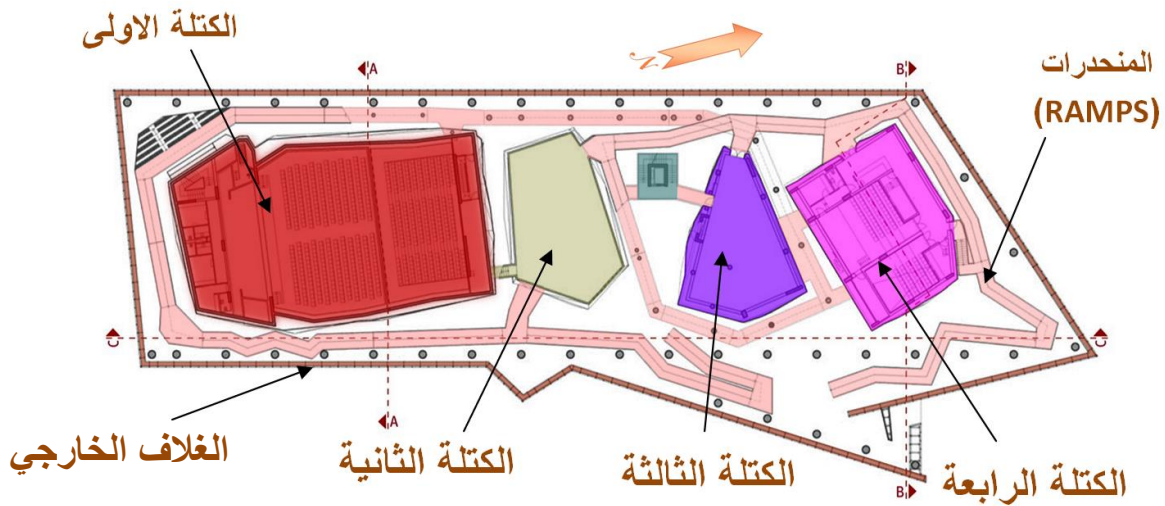 الكتلة الاولى
N
المنحدرات
(RAMPS)
A
B
C
C
A
B
الغلاف الخارجي
الكتلة الثانية
الكتلة الثالثة
الكتلة الرابعة